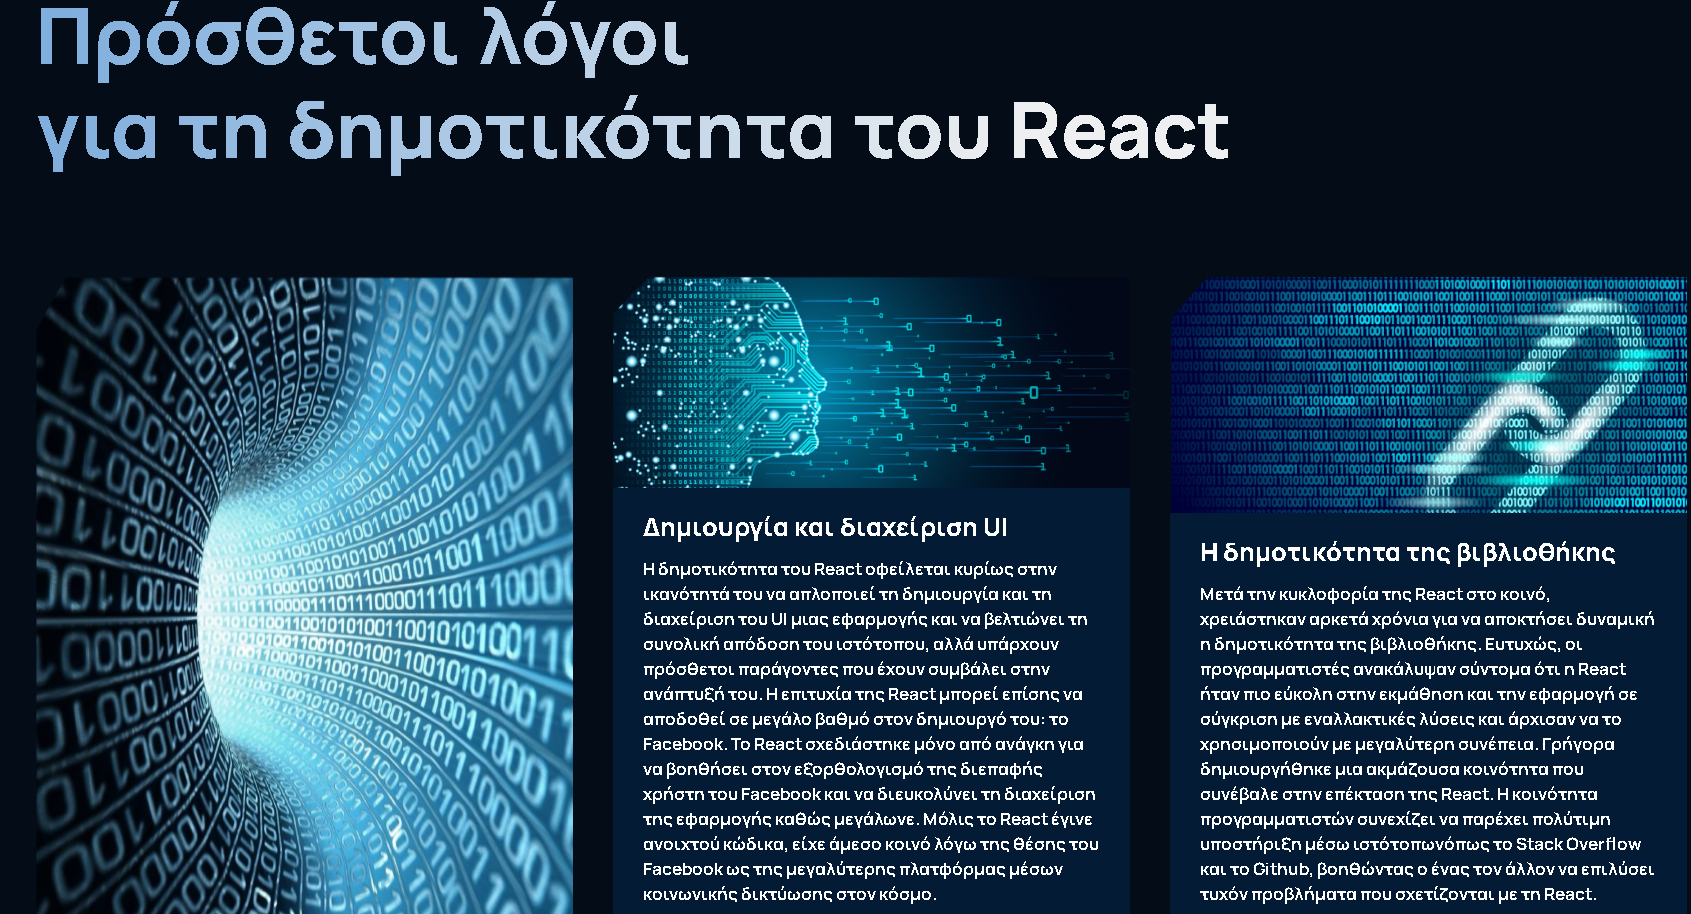 Πρόσθετοι λόγοι
για τη δημοτικότητα του React
Δημιουργία και διαχείριση UI
Η δημοτικότητα του React οφείλεται κυρίως στην
ικανότητά του να απλοποιεί τη δημιουργία και τη
διαχείριση του UI μιας εφαρμογής και να βελτιώνει τη
συνολική απόδοση του ιστότοπου, αλλά υπάρχουν
πρόσθετοι παράγοντες που έχουν συμβάλει στην
ανάπτυξή του. Η επιτυχία της React μπορεί επίσης να
αποδοθεί σε μεγάλο βαθμό στον δημιουργό του: το
Facebook. Το React σχεδιάστηκε μόνο από ανάγκη για
να βοηθήσει στον εξορθολογισμό της διεπαφής
χρήστη του Facebook και να διευκολύνει τη διαχείριση
της εφαρμογής καθώς μεγάλωνε. Μόλις το React έγινε
ανοιχτού κώδικα, είχε άμεσο κοινό λόγω της θέσης του
Facebook ως της μεγαλύτερης πλατφόρμας μέσων
κοινωνικής δικτύωσης στον κόσμο.
Η δημοτικότητα της βιβλιοθήκης
Μετά την κυκλοφορία της React στο κοινό,
χρειάστηκαν αρκετά χρόνια για να αποκτήσει δυναμική
η δημοτικότητα της βιβλιοθήκης. Ευτυχώς, οι
προγραμματιστές ανακάλυψαν σύντομα ότι η React
ήταν πιο εύκολη στην εκμάθηση και την εφαρμογή σε
σύγκριση με εναλλακτικές λύσεις και άρχισαν να το
χρησιμοποιούν με μεγαλύτερη συνέπεια. Γρήγορα
δημιουργήθηκε μια ακμάζουσα κοινότητα που
συνέβαλε στην επέκταση της React. Η κοινότητα
προγραμματιστών συνεχίζει να παρέχει πολύτιμη
υποστήριξη μέσω ιστότοπωνόπως το Stack Overflow
και το Github, βοηθώντας ο ένας τον άλλον να επιλύσει
τυχόν προβλήματα που σχετίζονται με τη React.